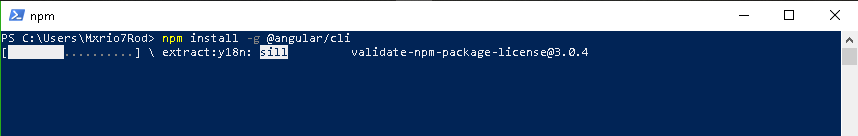 npm
PS C:\Users\Mxrio7Rod> npm install -g @angular/cli
[        ..........] \ extract:y18n: sill         validate-npm-package-license@3.0.4